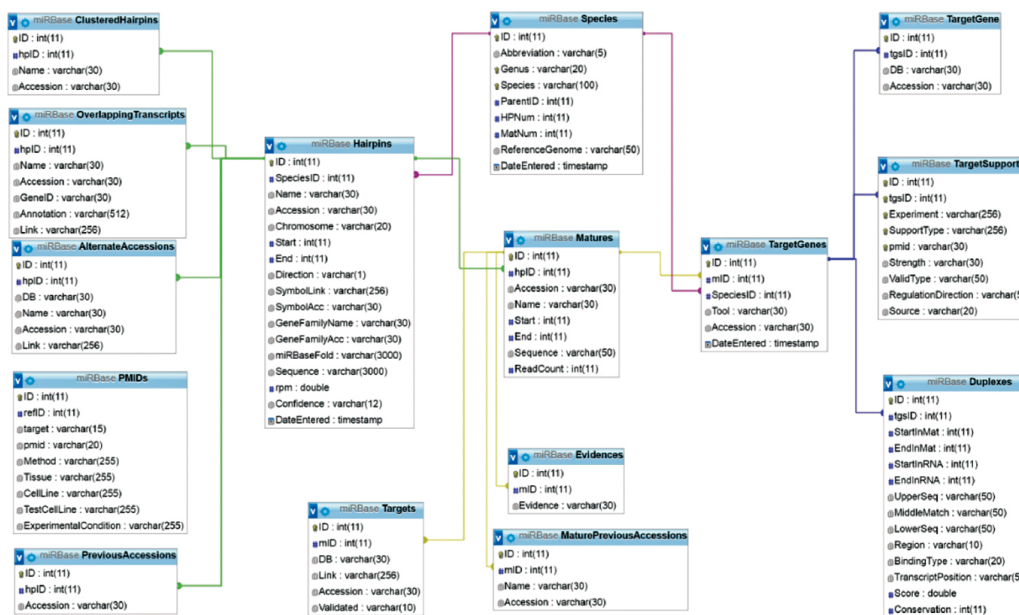 miRBase ClusteredHairpins
ID : int(11)
hpID : int(11)
Name : varchar(30)
Accession : varchar(30)
miRBase OverlappingTranscripts
ID : int(11)
hpID : int(11)
Name : varchar(30)
Accession : varchar(30)
GeneID : varchar(30)
Annotation : varchar(512)
Link : varchar(256)
miRBase AlternateAccessions
ID : int(11)
hpID : int(11)
DB : varchar(30)
Name : varchar(30)
Accession : varchar(30)
Link : varchar(256)
miRBase PMIDs
ID : int(11)
refID : int(11)
target : varchar(15)
pmid : varchar(20)
Method : varchar(255)
Tissue : varchar(255)
CellLine : varchar(255)
TestCellLine : varchar(255)
ExperimentalCondition : varchar(255)
miRBase PreviousAccessions
ID : int(11)
hpID : int(11)
Accession : varchar(30)
miRBase Hairpins
ID : int(11)
SpeciesID : int(11)
Name : varchar(30)
Accession : varchar(30)
Chromosome : varchar(20)
Start : int(11)
End : int(11)
Direction : varchar(1)
SymbolLink : varchar(256)
SymbolAcc : varchar(30)
GeneFamilyName : varchar(30)
GeneFamilyAcc : varchar(30)
miRBaseFold : varchar(3000)
Sequence : varchar(3000)
rpm : double
Confidence : varchar(12)
DateEntered : timestamp
miRBase Targets
ID : int(11)
mID : int(11)
DB : varchar(30)
Link : varchar(256)
Accession : varchar(30)
Validated : varchar(10)
miRBase Species
ID : int(11)
Abbreviation : varchar(5)
Genus : varchar(20)
Species : varchar(100)
ParentID : int(11)
HPNum : int(11)
MatNum : int(11)
ReferenceGenome : varchar(50)
DateEntered : timestamp
miRBase Matures
ID : int(11)
hpID : int(11)
Accession : varchar(30)
Name : varchar(30)
Start : int(11)
End : int(11)
Sequence : varchar(50)
ReadCount : int(11)
miRBase Evidences
ID : int(11)
mID : int(11)
Evidence : varchar(30)
miRBase MaturePreviousAccessions
ID : int(11)
mID : int(11)
Name : varchar(30)
Accession : varchar(30)
miRBase TargetGenes
ID : int(11)
mID : int(11)
SpeciesID : int(11)
Tool : varchar(30)
Accession : varchar(30)
DateEntered : timestamp
miRBase TargetGene
ID : int(11)
tgsID : int(11)
DB : varchar(30)
Accession : varchar(30)
miRBase TargetSupport
ID : int(11)
tgsID : int(11)
Experiment : varchar(256)
SupportType : varchar(256)
pmid : varchar(30)
Strength : varchar(30)
ValidType : varchar(50)
RegulationDirection : varchar(5
Source : varchar(20)
miRBase Duplexes
ID : int(11)
tgsID : int(11)
StartInMat : int(11)
EndInMat : int(11)
StartInRNA : int(11)
EndInRNA : int(11)
UpperSeq : varchar(50)
MiddleMatch : varchar(50)
LowerSeq : varchar(50)
Region : varchar(10)
BindingType : varchar(20)
TranscriptPosition : varchar(5
Score : double
Conservation : int(11)